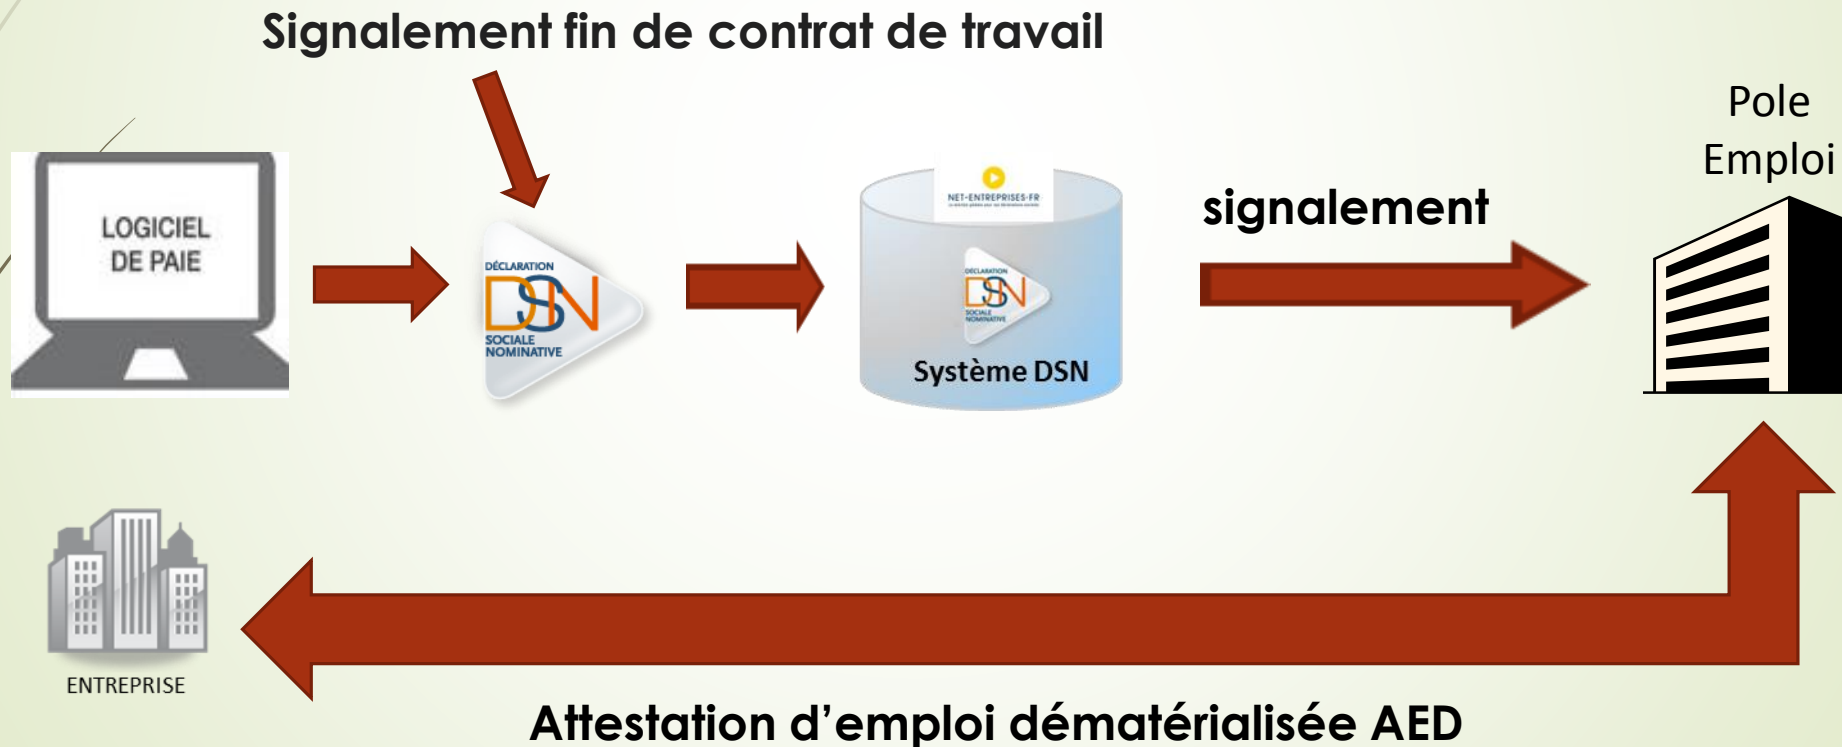 Signalement fin de contrat de travail
Pole
Emploi
LOGICIEL
DE PAIE
DÉCLARATION
DSN
SOCIALE
NOMINATIVE
NET-ENTREPRISES·FR
DÉCLARATION
DSN
SOCIALE
NOMINATIVE
Système DSN
signalement
ENTREPRISE
Attestation d’emploi dématérialisée AED